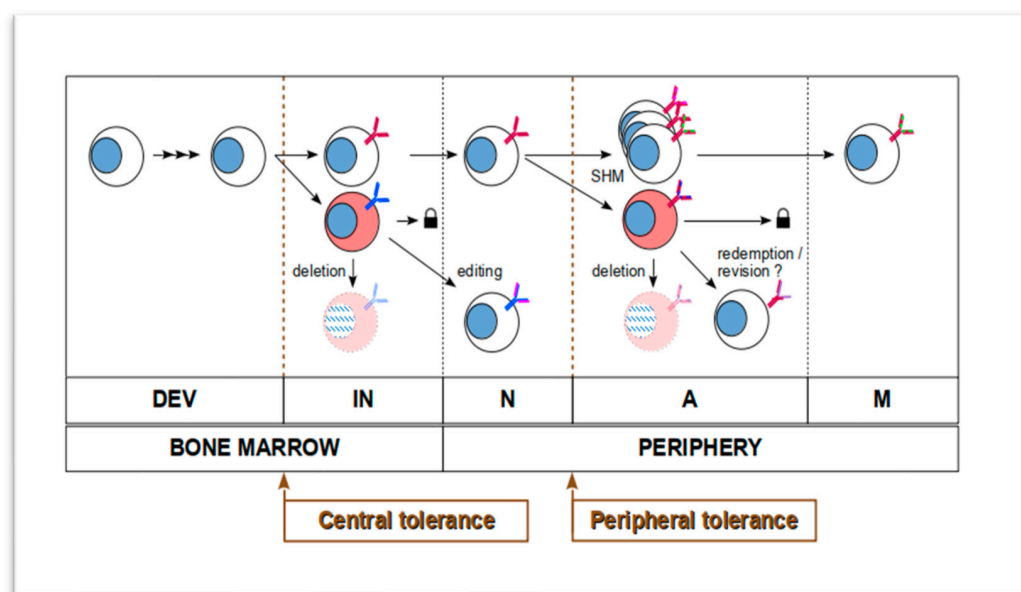 SHM
redemption /
revision ?
deletion
editing
deletion
DEV
IN
N
A
M
BONE MARROW
PERIPHERY
Central tolerance
Peripheral tolerance